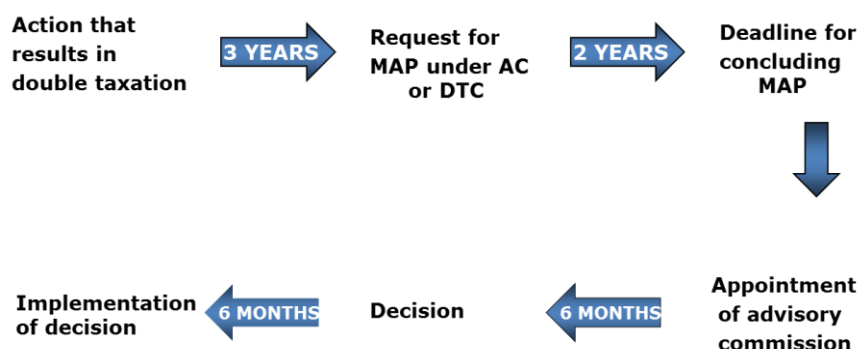 Action that
results in
double taxation
3 YEARS
Request for
MAP under AC
or DTC
2 YEARS
Deadline for
concluding
MAP
Appointment
of advisory
commission
6 MONTHS
Decision
6 MONTHS
Implementation
of decision